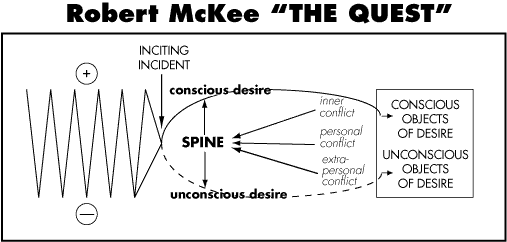 Robert McKee “THE QUEST”
INCITING
INCIDENT
+
conscious desire
inner
conflict
CONSCIOUS
OBJECTS
OF DESIRE
SPINE
personal
conflict
extra-
personal
conflict
UNCONSCIOUS
OBJECTS
OF DESIRE
unconscious desire
—